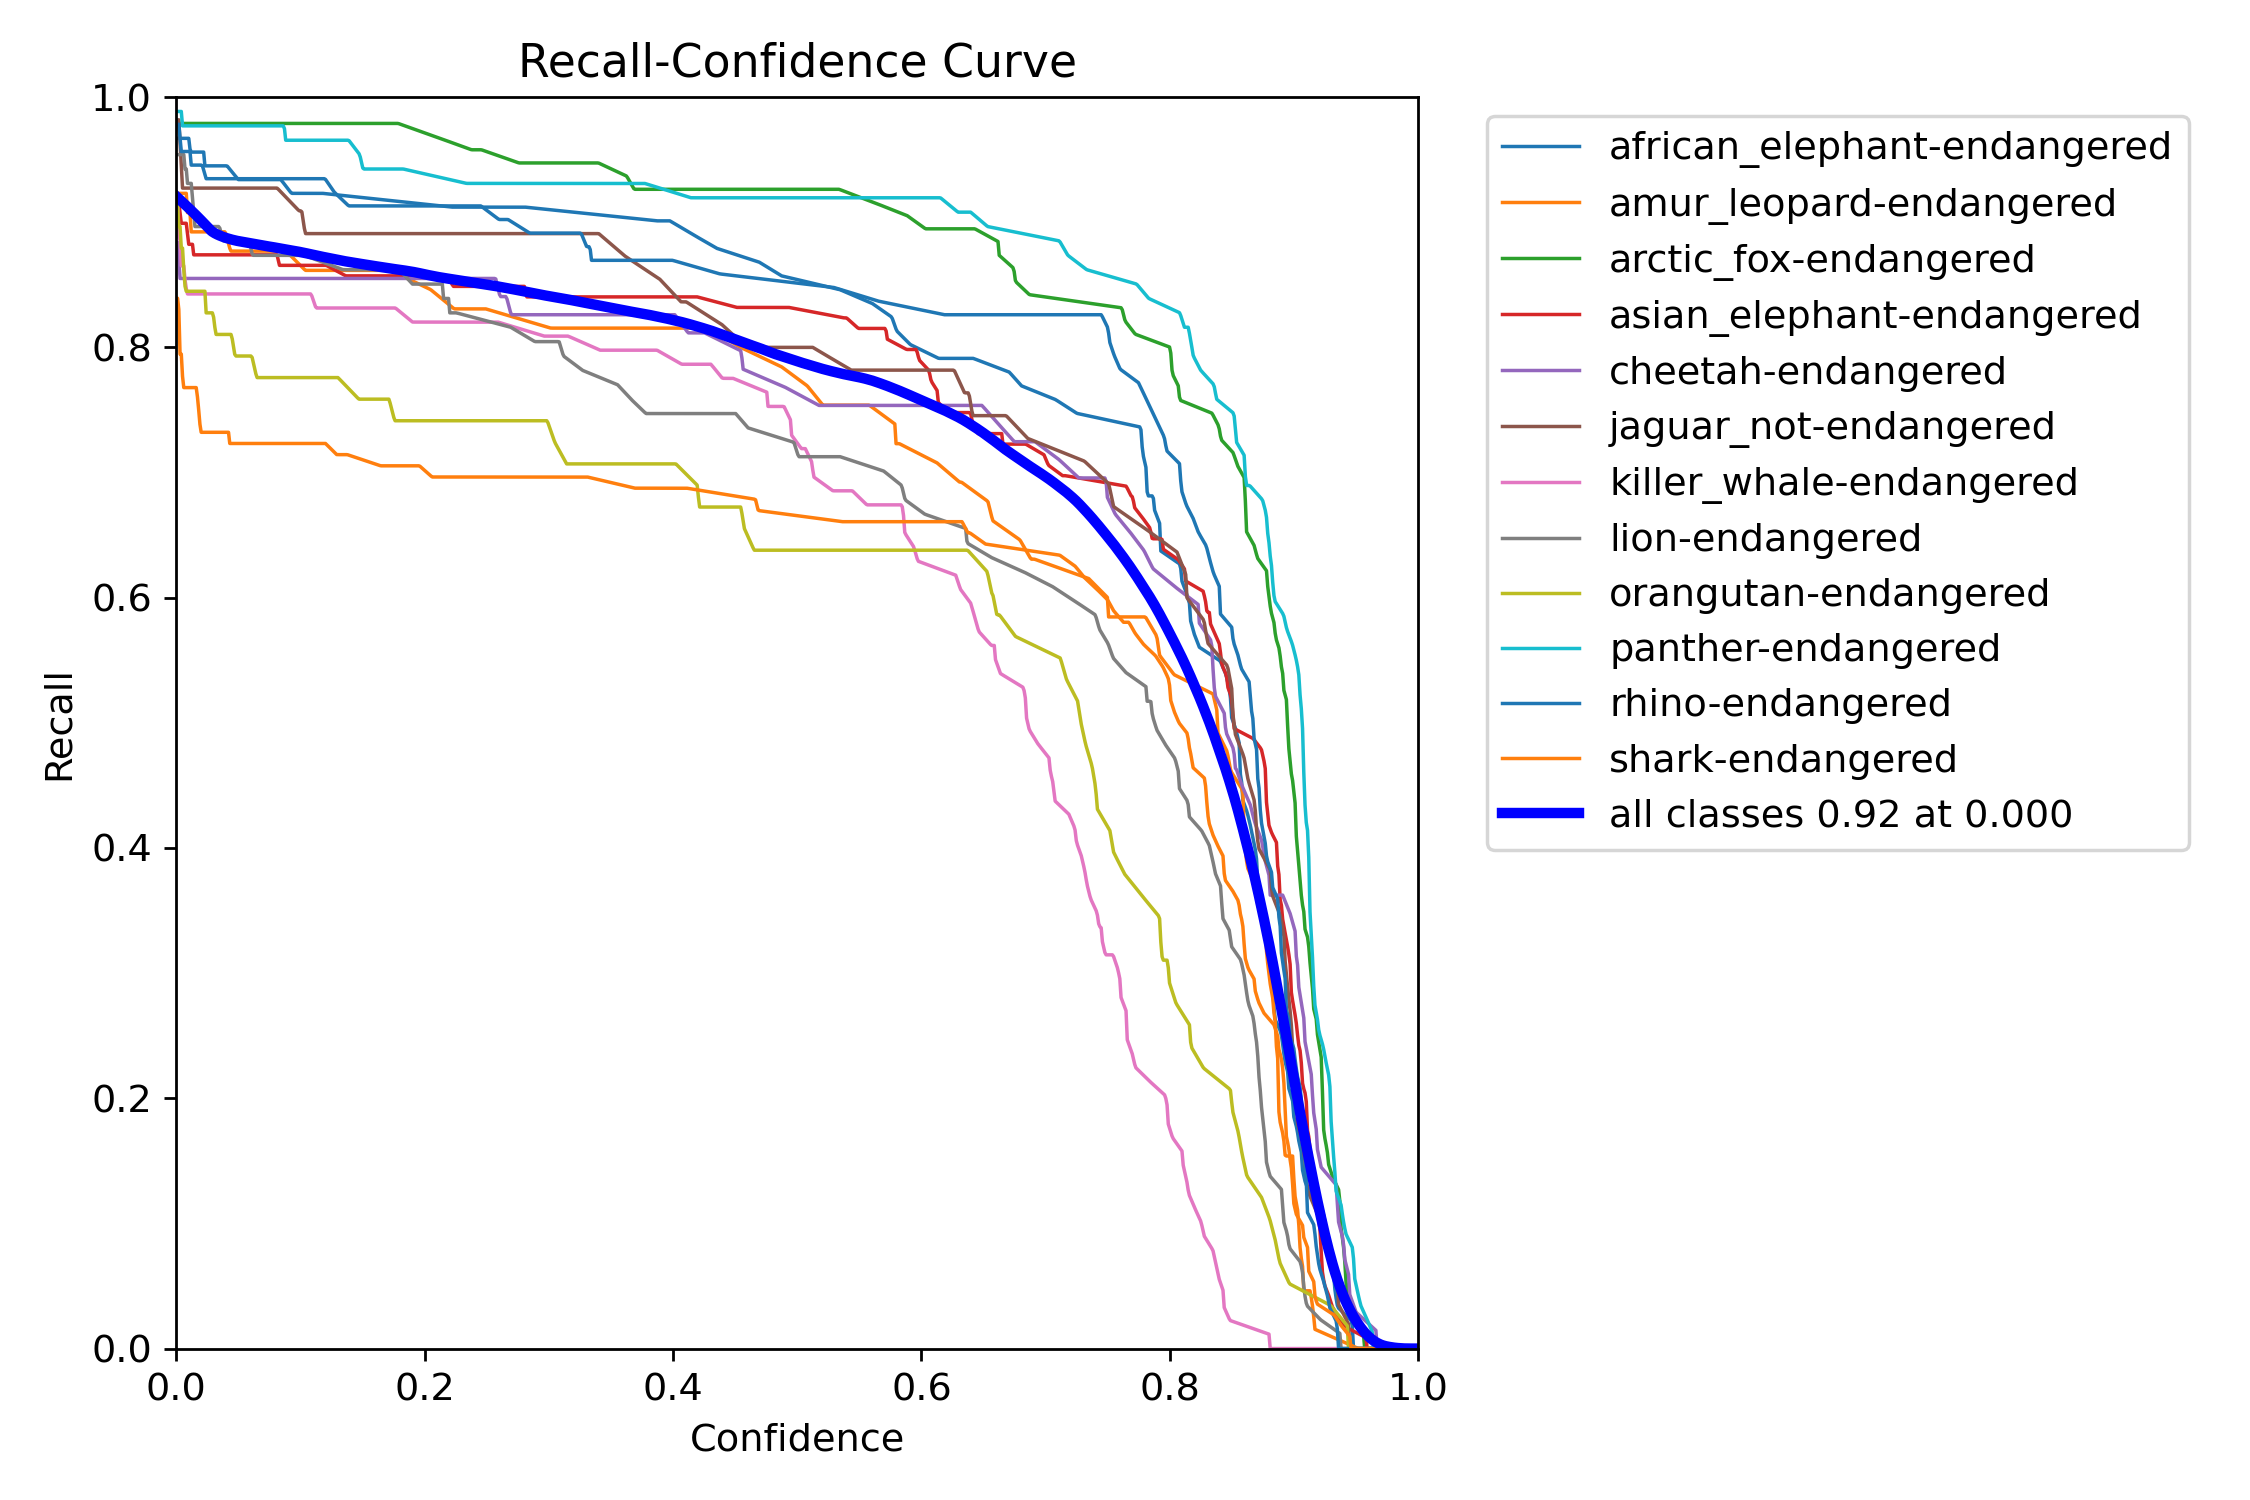 Recall-Confidence Curve
1.0
0.8
0.6
0.4
0.2
0.0
Recall
0.0 0.2 0.4 0.6 0.8 1.0
Confidence
african_elephant-endangered
amur_leopard-endangered
arctic_fox-endangered
asian_elephant-endangered
cheetah-endangered
jaguar_not-endangered
killer_whale-endangered
lion-endangered
orangutan-endangered
panther-endangered
rhino-endangered
shark-endangered
all classes 0.92 at 0.000